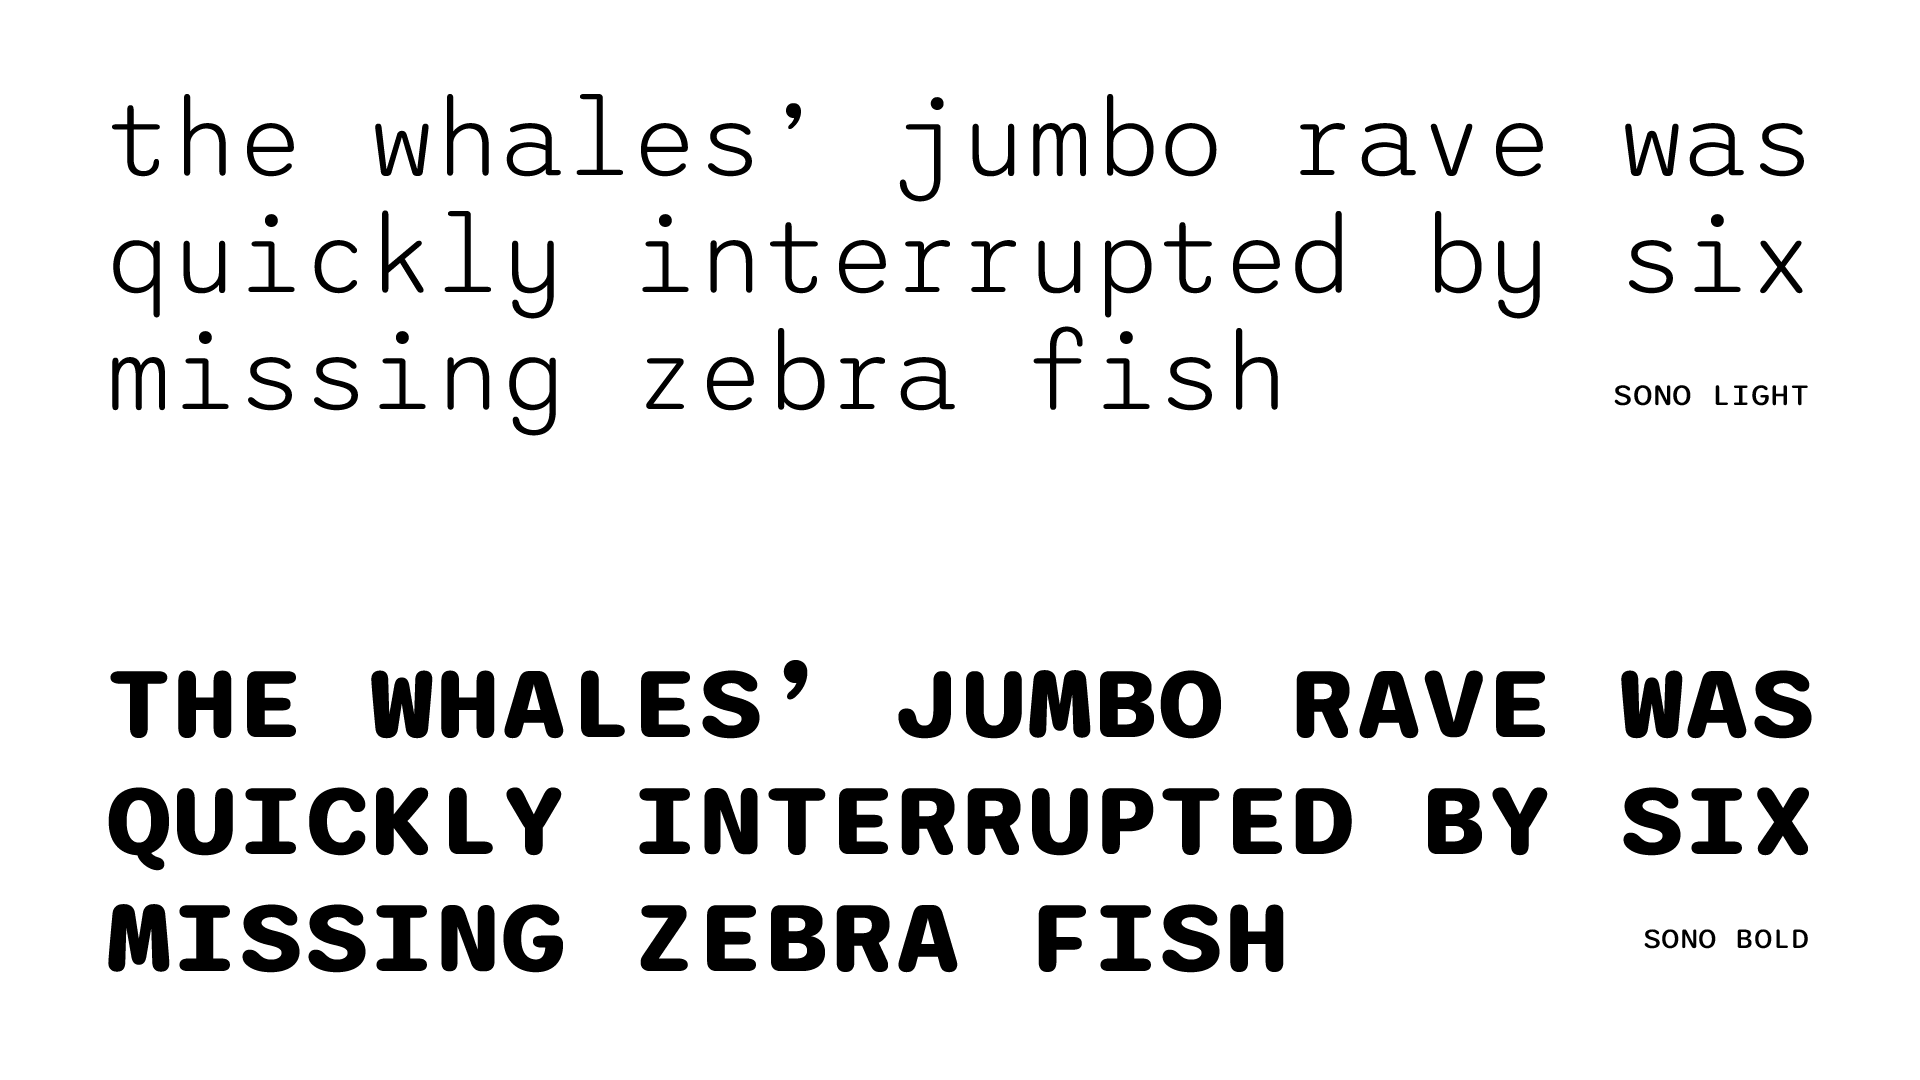 the whales’ jumbo rave was
quickly interrupted by six
missing zebra fish
SONO LIGHT
THE WHALES’ JUMBO RAVE WAS
QUICKLY INTERRUPTED BY SIX
MISSING ZEBRA FISH
SONO BOLD